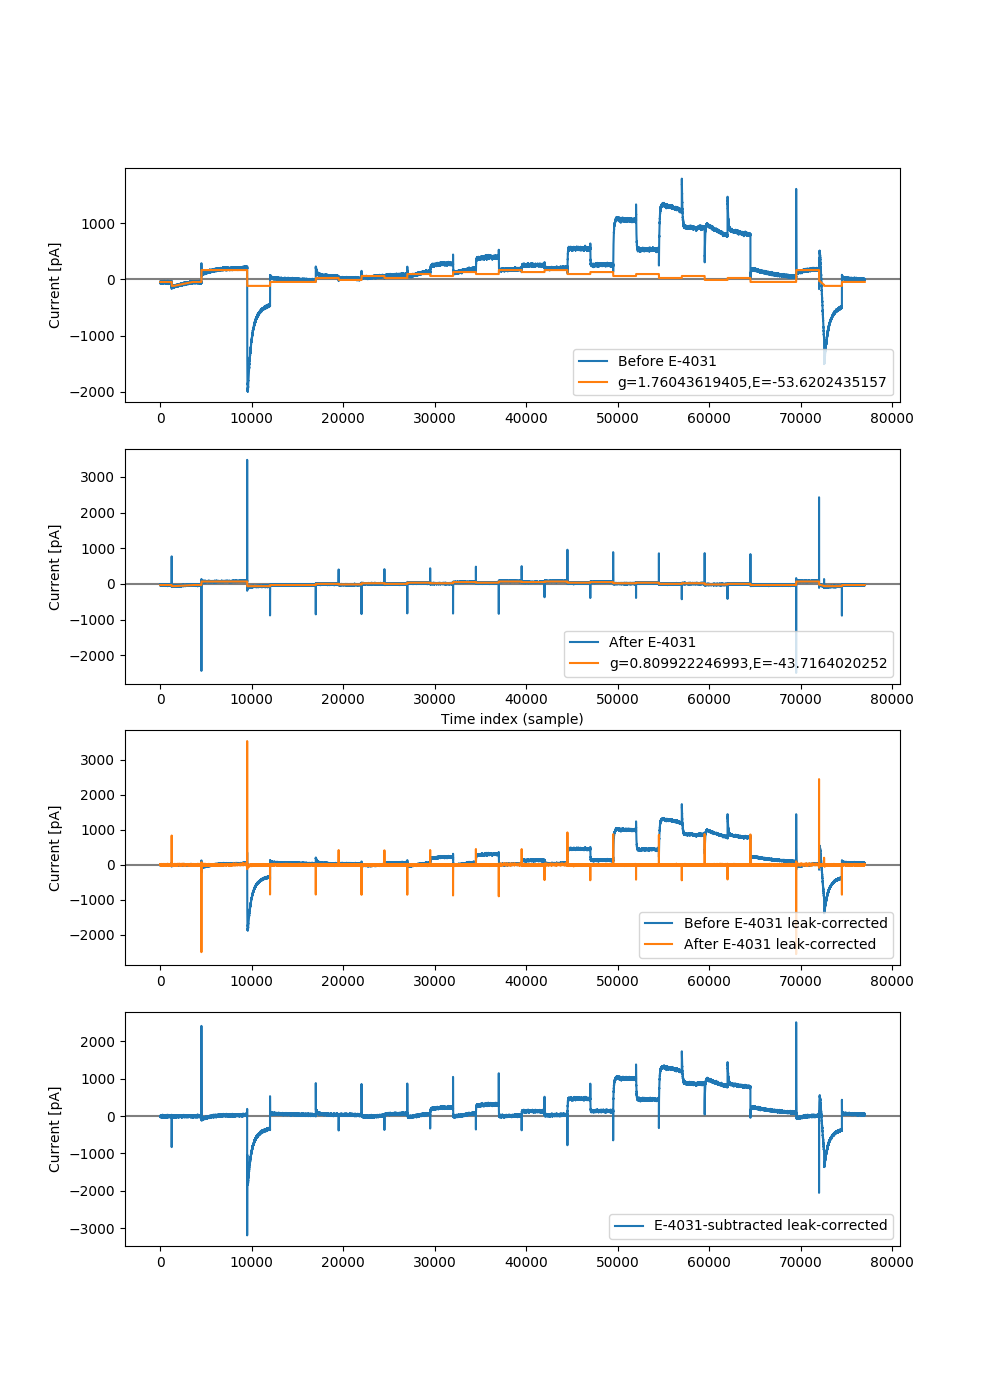 1000
0
−1000
−2000
Current [pA]
Before E-4031
g=1.76043619405,E=-53.6202435157
0 10000 20000 30000 40000 50000 60000 70000 80000
3000
2000
1000
0
−1000
−2000
Current [pA]
After E-4031
g=0.809922246993,E=-43.7164020252
0 10000 20000 30000 40000 50000 60000 70000 80000
Time index (sample)
3000
2000
1000
0
−1000
−2000
Current [pA]
Before E-4031 leak-corrected
After E-4031 leak-corrected
0 10000 20000 30000 40000 50000 60000 70000 80000
2000
1000
0
−1000
−2000
−3000
Current [pA]
E-4031-subtracted leak-corrected
0 10000 20000 30000 40000 50000 60000 70000 80000